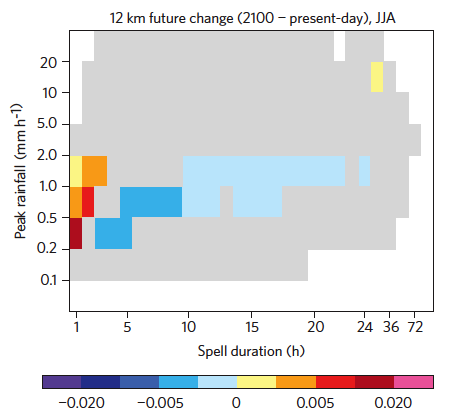 12 km future change (2100 − present-day), JJA
Peak rainfall (mm h−1)
20
10
5.0
2.0
1.0
0.5
0.2
0.1
1 5 10 15 20 24 36 72
Spell duration (h)
−0.020 −0.005 0 0.005 0.020